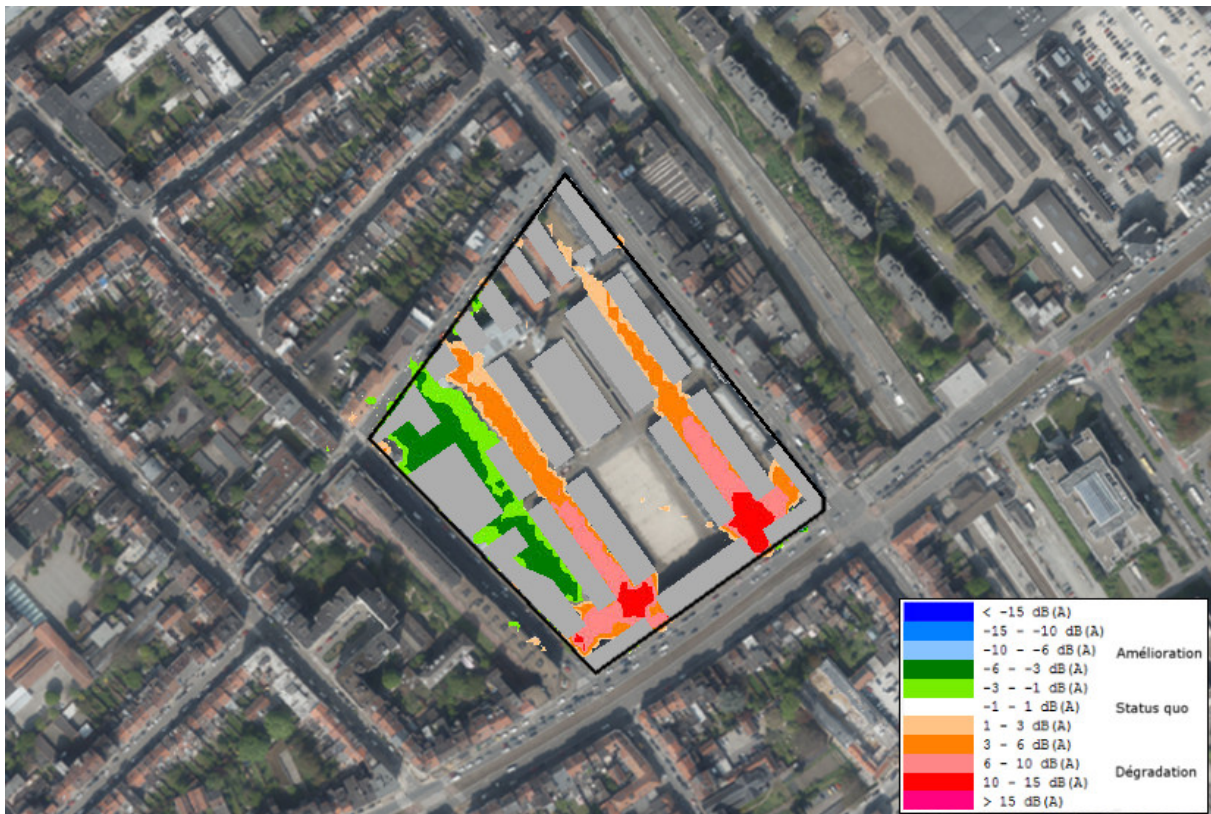 < -15 dB(A)
-15 - -10 dB(A)
-10 - -6 dB(A)
Amélioration
-6 - -3 dB(A)
-3 - -1 dB(A)
-1 - 1 dB(A)
Status quo
1 - 3 dB(A)
3 - 6 dB(A)
6 - 10 dB(A)
Dégradation
10 - 15 dB(A)
> 15 dB(A)